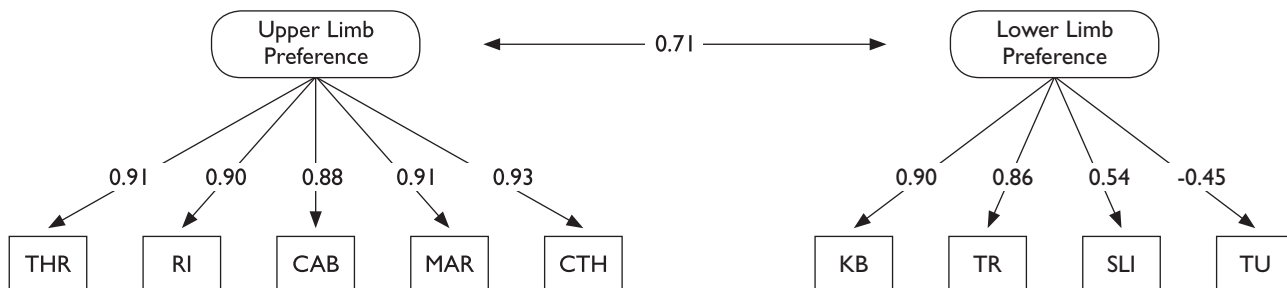 Upper Limb
Preference
0.71
Lower Limb
Preference
0.91 0.90 0.88 0.91 0.93
0.90 0.86 0.54 -0.45
THR RI CAB MAR CTH
KB TR SLI TU